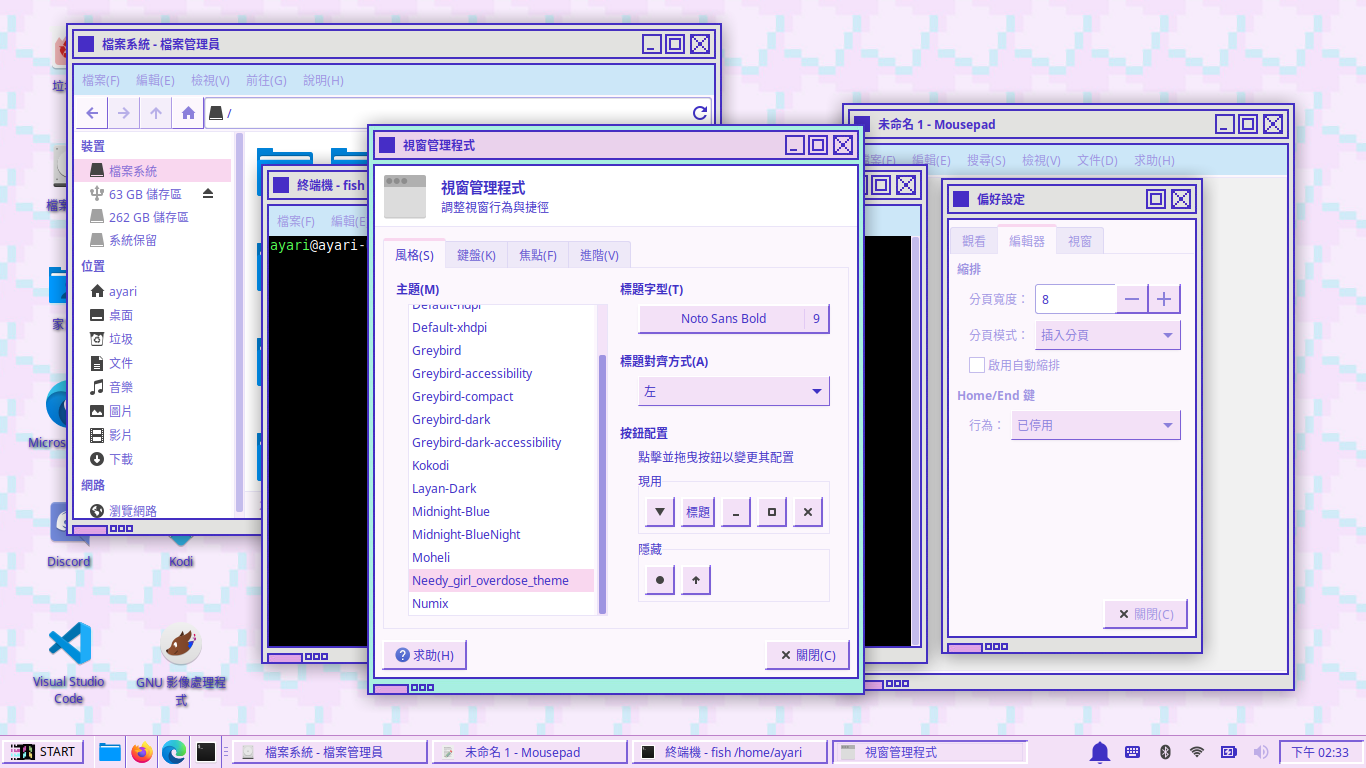 檔案系統 - 檔案管理員
檔案(F) 編輯(E) 檢視(V) 前往(G) 說明(H)
/
裝置
檔案系統
63 GB 儲存區
262 GB 儲存區
系統保留
位置
ayari
桌面
垃圾
文件
音樂
圖片
影片
下載
網路
瀏覽網路
終端機 - fish
檔案(F)
ayari@ayari-
視窗管理程式
視窗管理程式
調整視窗行為與捷徑
風格(S) 鍵盤(K) 焦點(F) 進階(V)
主題(M)
Default-hdpi
Default-xhdpi
Greybird
Greybird-accessibility
Greybird-compact
Greybird-dark
Greybird-dark-accessibility
Kokodi
Layan-Dark
Midnight-Blue
Midnight-BlueNight
Moheli
Needy_girl_overdose_theme
Numix
標題字型(T)
Noto Sans Bold 9
標題對齊方式(A)
左
按鈕配置
點擊並拖曳按鈕以變更其配置
現用
標題
隱藏
求助(H)
關閉(C)
未命名 1 - Mousepad
編輯(E) 搜尋(S) 檢視(V) 文件(D) 求助(H)
偏好設定
觀看 編輯器 視窗
縮排
分頁寬度： 8
分頁模式： 插入分頁
啟用自動縮排
Home/End 鍵
行為： 已停用
關閉(C)
Discord
Kodi
Visual Studio
Code
GNU 影像處理程
式
START
檔案系統 - 檔案管理員
未命名 1 - Mousepad
終端機 - fish /home/ayari
視窗管理程式
下午 02:33